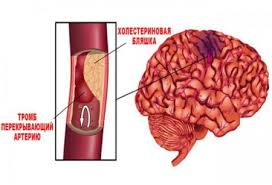 ХОЛЕСТЕРИНОВАЯ
БЛЯШКА
ТРОМБ
ПЕРЕКРЫВАЮЩИЙ
АРТЕРИЮ